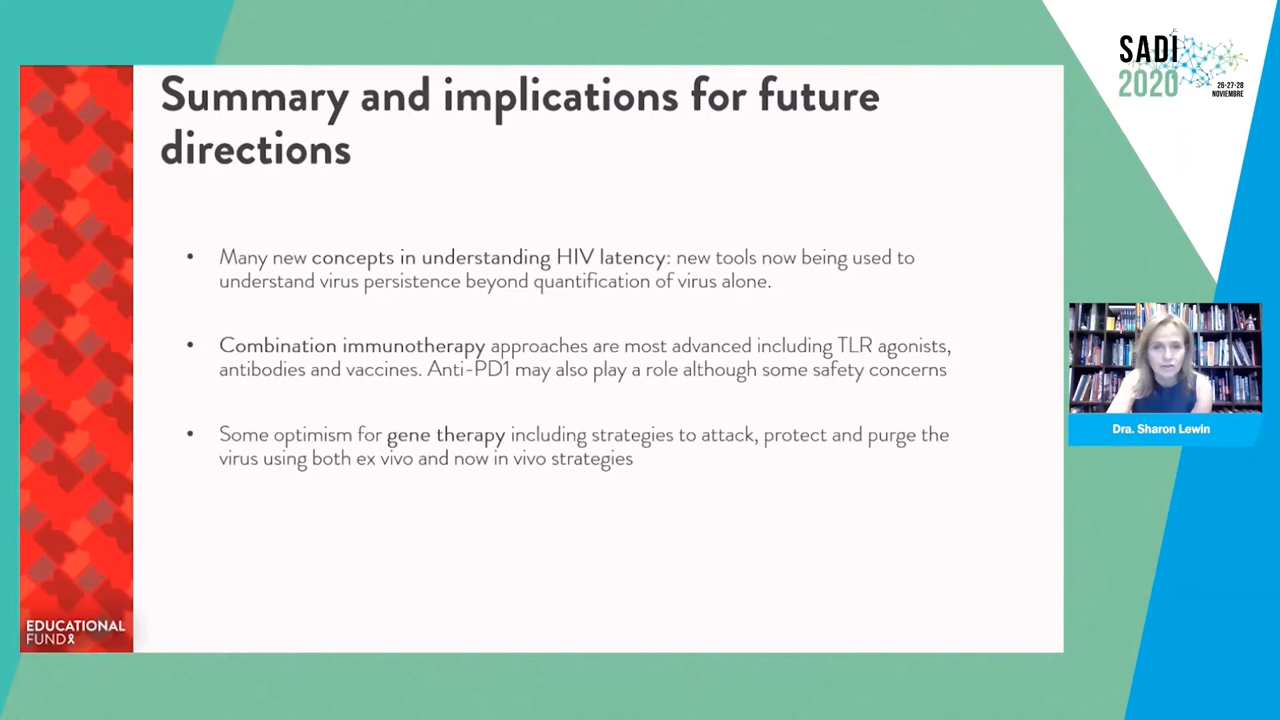 Summary and implications for future
directions
• Many new concepts in understanding HIV latency: new tools now being used to
understand virus persistence beyond quantification of virus alone.
• Combination immunotherapy approaches are most advanced including TLR agonists,
antibodies and vaccines. Anti-PD1 may also play a role although some safety concerns
• Some optimism for gene therapy including strategies to attack, protect and purge the
virus using both ex vivo and now in vivo strategies
EDUCATIONAL
FUND
SADI
2020
26-27-28
NOVIEMBRE
Dra. Sharon Lewin